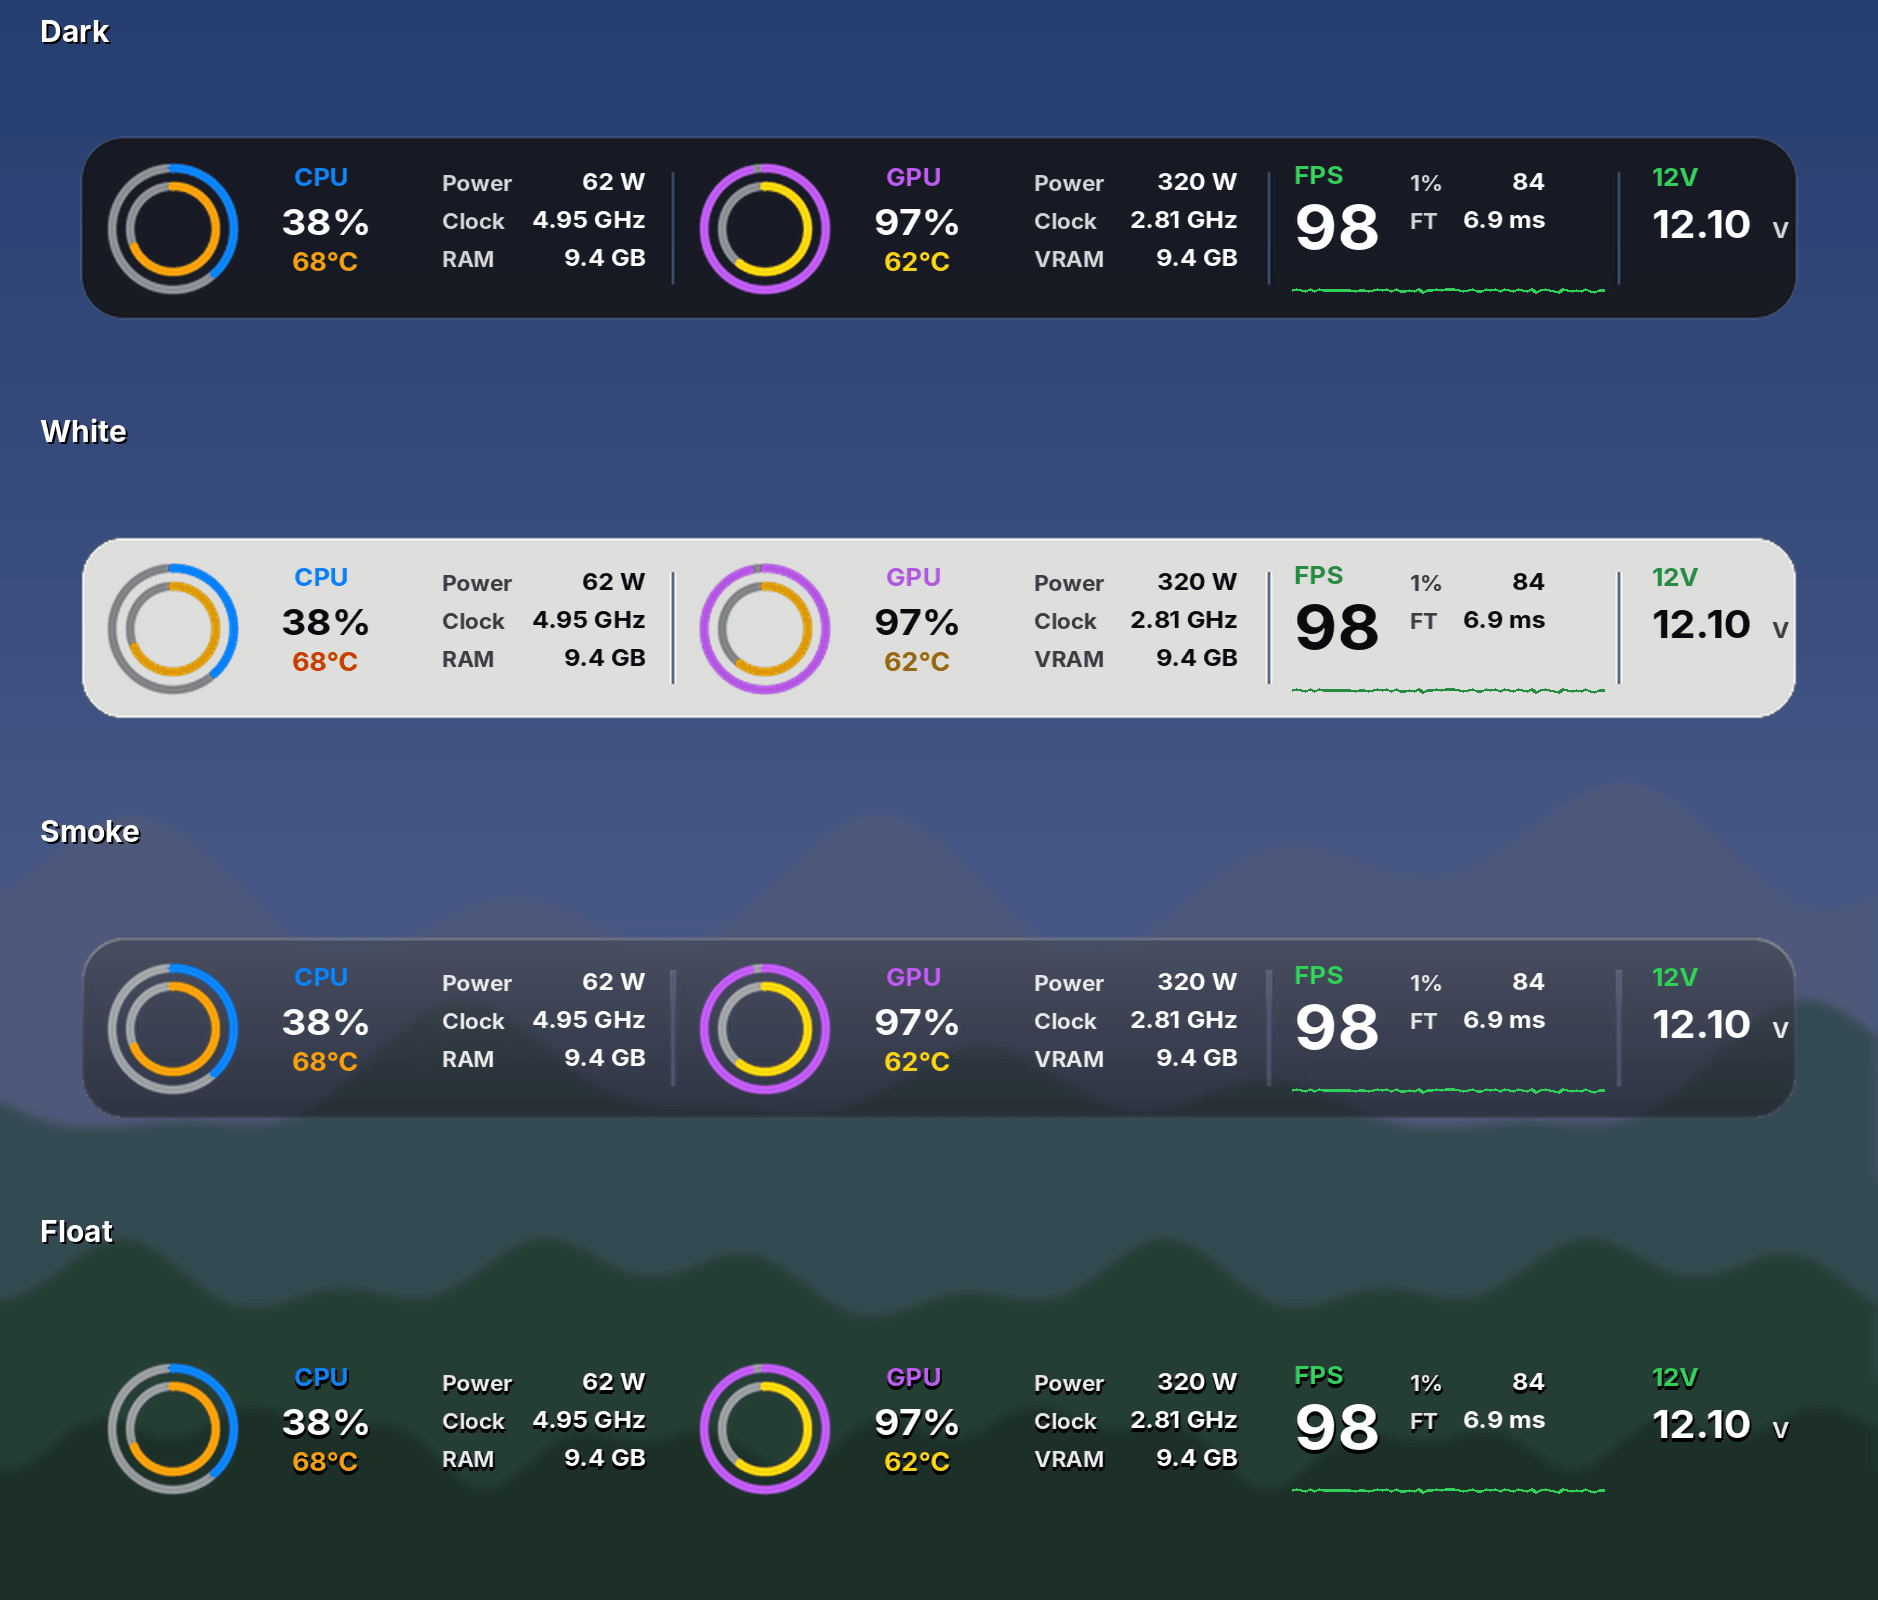 Dark
CPU
38%
68°C
Power 62 W
Clock 4.95 GHz
RAM 9.4 GB
GPU
97%
62°C
Power 320 W
Clock 2.81 GHz
VRAM 9.4 GB
FPS
98
1% 84
FT 6.9 ms
12V
12.10 V
White
CPU
38%
68°C
Power 62 W
Clock 4.95 GHz
RAM 9.4 GB
GPU
97%
62°C
Power 320 W
Clock 2.81 GHz
VRAM 9.4 GB
FPS
98
1% 84
FT 6.9 ms
12V
12.10 V
Smoke
CPU
38%
68°C
Power 62 W
Clock 4.95 GHz
RAM 9.4 GB
GPU
97%
62°C
Power 320 W
Clock 2.81 GHz
VRAM 9.4 GB
FPS
98
1% 84
FT 6.9 ms
12V
12.10 V
Float
CPU
38%
68°C
Power 62 W
Clock 4.95 GHz
RAM 9.4 GB
GPU
97%
62°C
Power 320 W
Clock 2.81 GHz
VRAM 9.4 GB
FPS
98
1% 84
FT 6.9 ms
12V
12.10 V